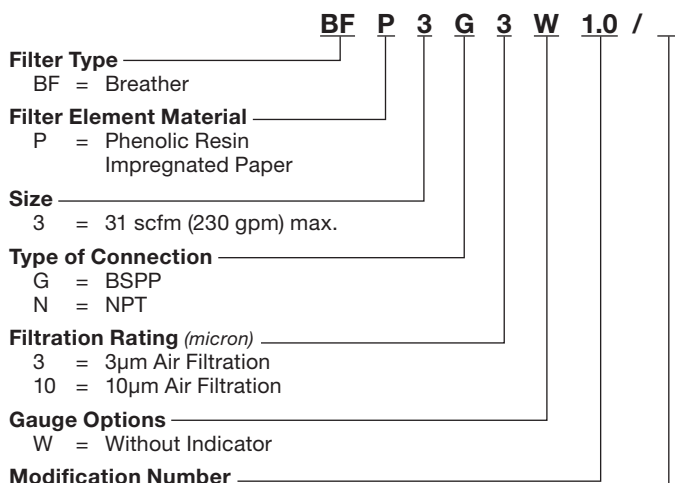 BF P 3 G 3 W 1.0 /
Filter Type
BF = Breather
Filter Element Material
P = Phenolic Resin
Impregnated Paper
Size
3 = 31 scfm (230 gpm) max.
Type of Connection
G = BSPP
N = NPT
Filtration Rating (micron)
3 = 3µm Air Filtration
10 = 10µm Air Filtration
Gauge Options
W = Without Indicator
Modification Number